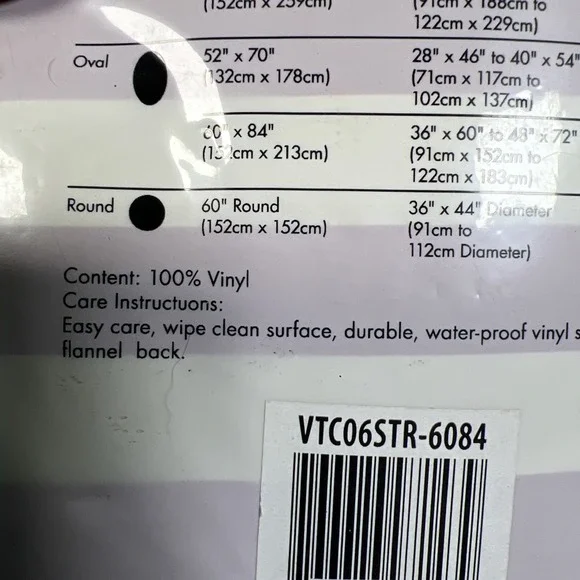 (152cm x 259cm) (91cm x 188cm to
122cm x 229cm)
Oval 52" x 70" 28" x 46" to 40" x 54"
(132cm x 178cm) (71cm x 117cm to
102cm x 137cm)
60" x 84" 36" x 60" to 48" x 72"
(152cm x 213cm) (91cm x 152cm to
122cm x 183cm)
Round 60" Round 36" x 44" Diameter
(152cm x 152cm) (91cm to
112cm Diameter)
Content: 100% Vinyl
Care Instructuons:
Easy care, wipe clean surface, durable, water-proof vinyl s
flannel back.
VTC06STR-6084